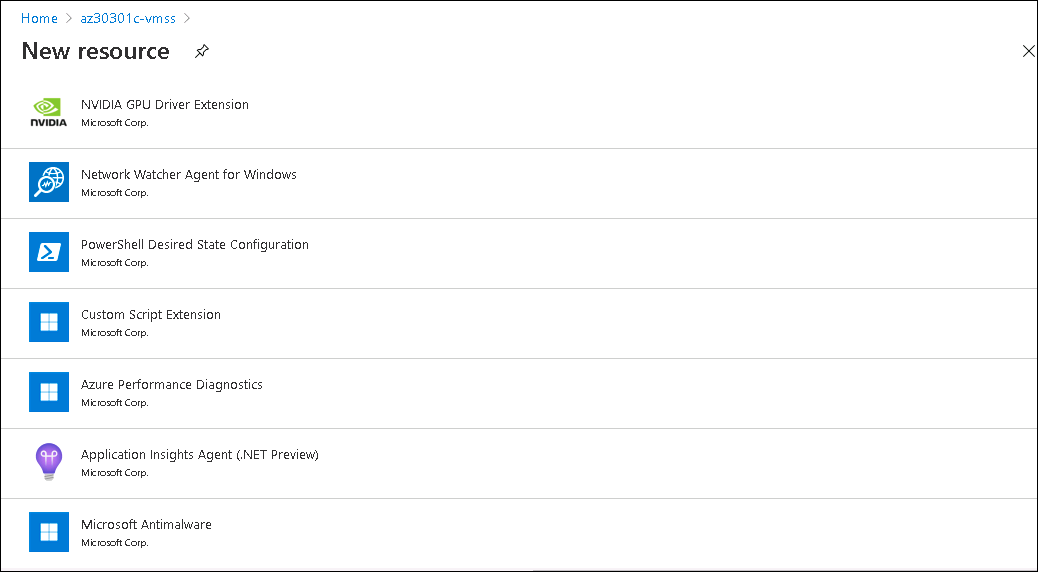 Home > az30301c-vmss >
New resource
NVIDIA GPU Driver Extension
Microsoft Corp.
NVIDIA
Network Watcher Agent for Windows
Microsoft Corp.
PowerShell Desired State Configuration
Microsoft Corp.
Custom Script Extension
Microsoft Corp.
Azure Performance Diagnostics
Microsoft Corp.
Application Insights Agent (.NET Preview)
Microsoft Corp.
Microsoft Antimalware
Microsoft Corp.